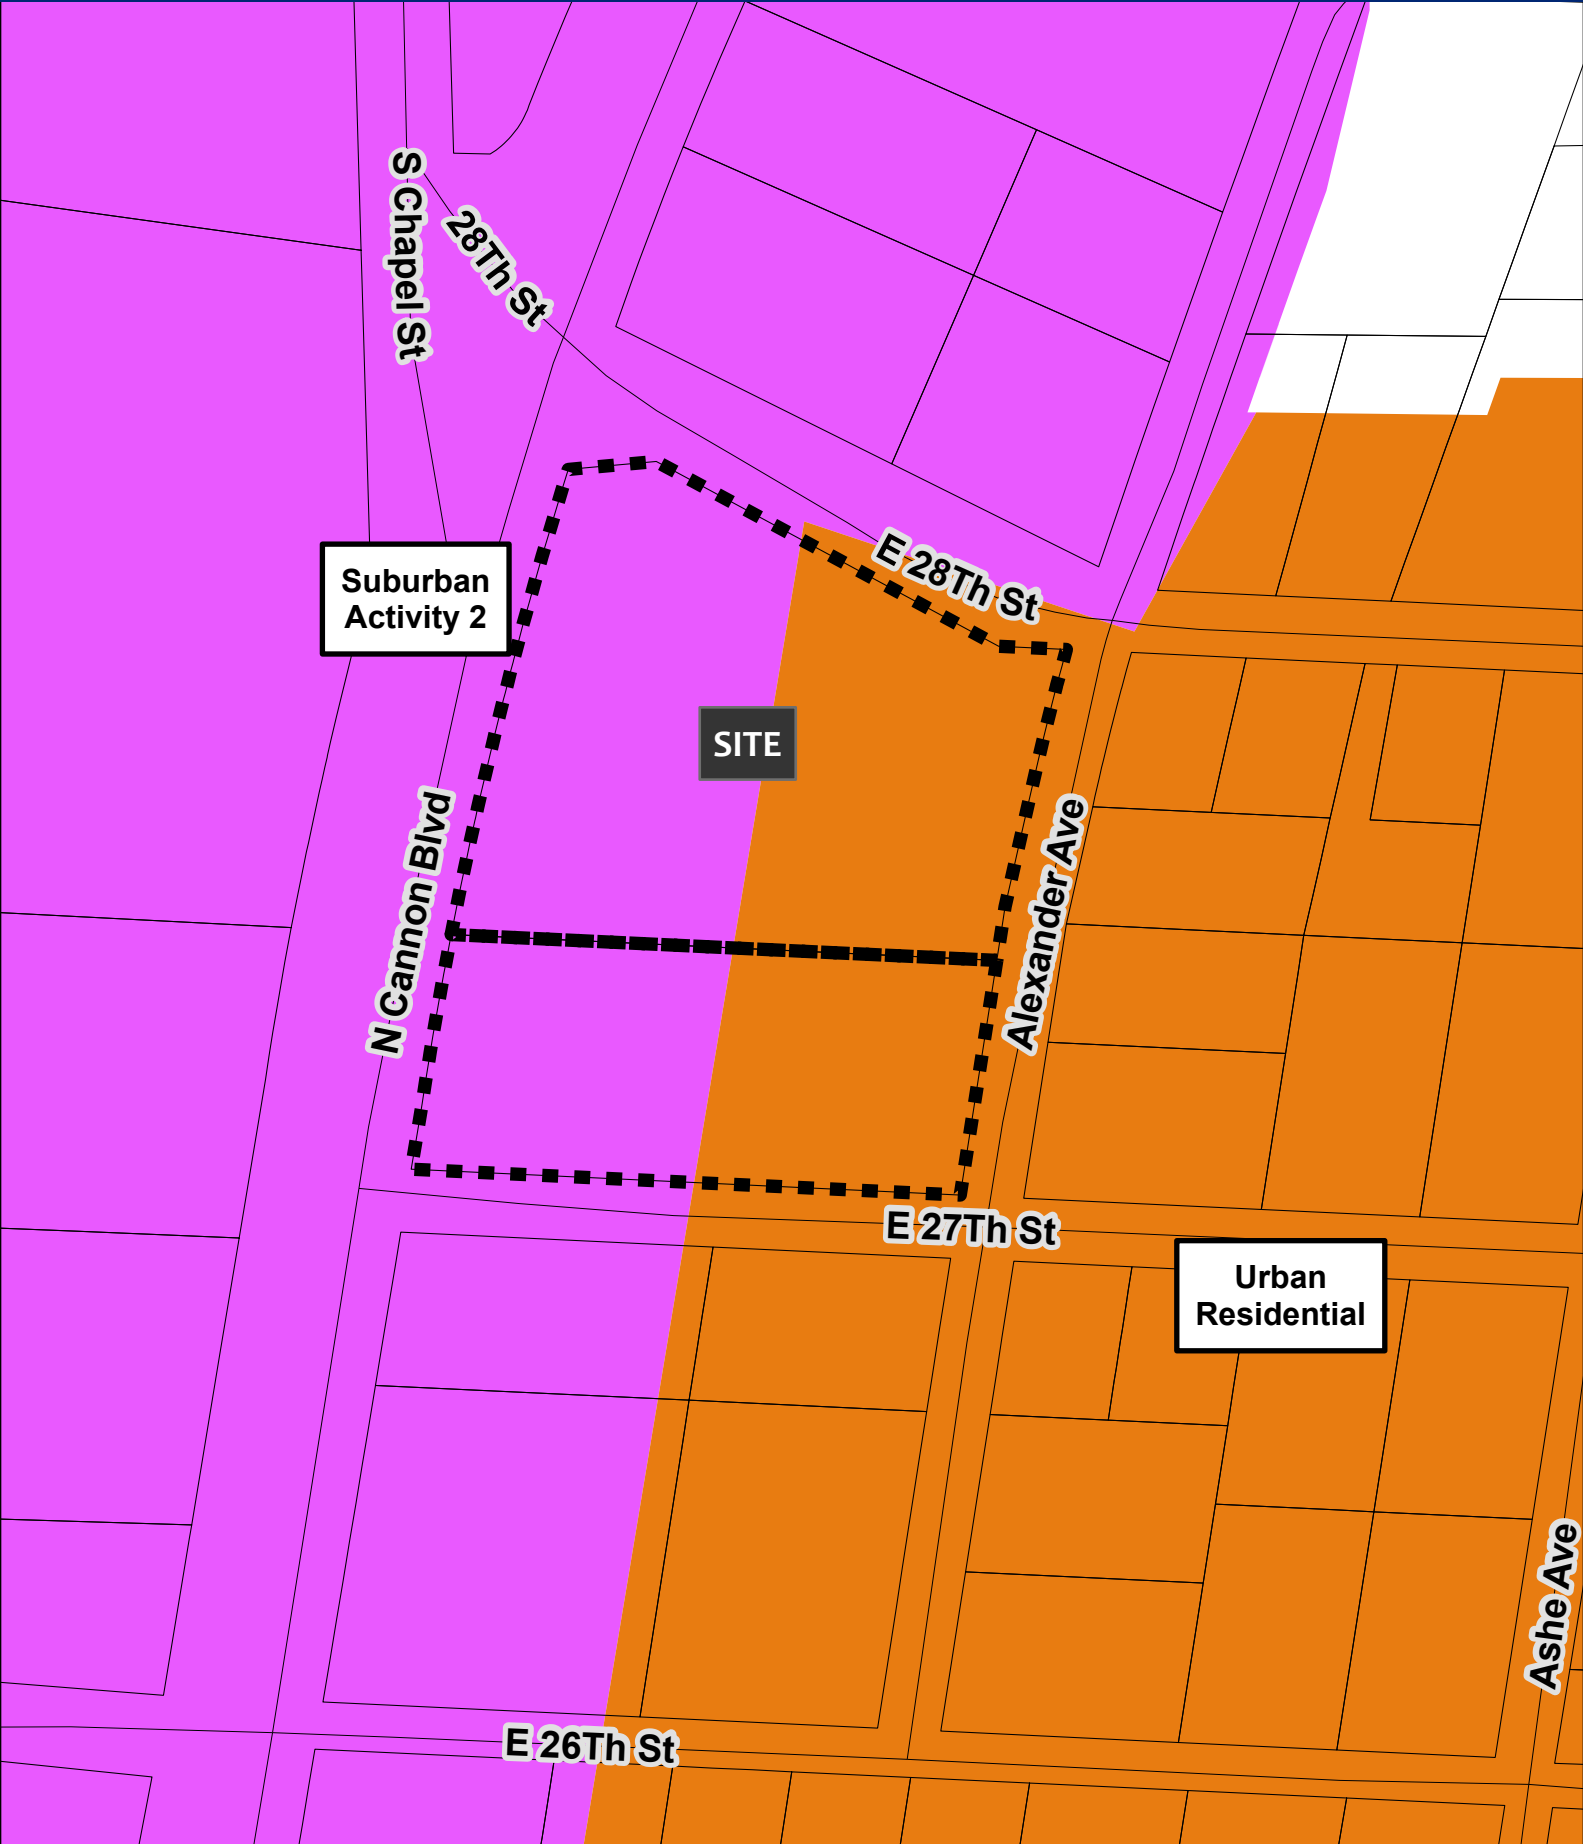 S Chapel St
28Th St
E 28Th St
Suburban
Activity 2
SITE
N Cannon Blvd
Alexander Ave
E 27Th St
Urban
Residential
Ashe Ave
E 26Th St